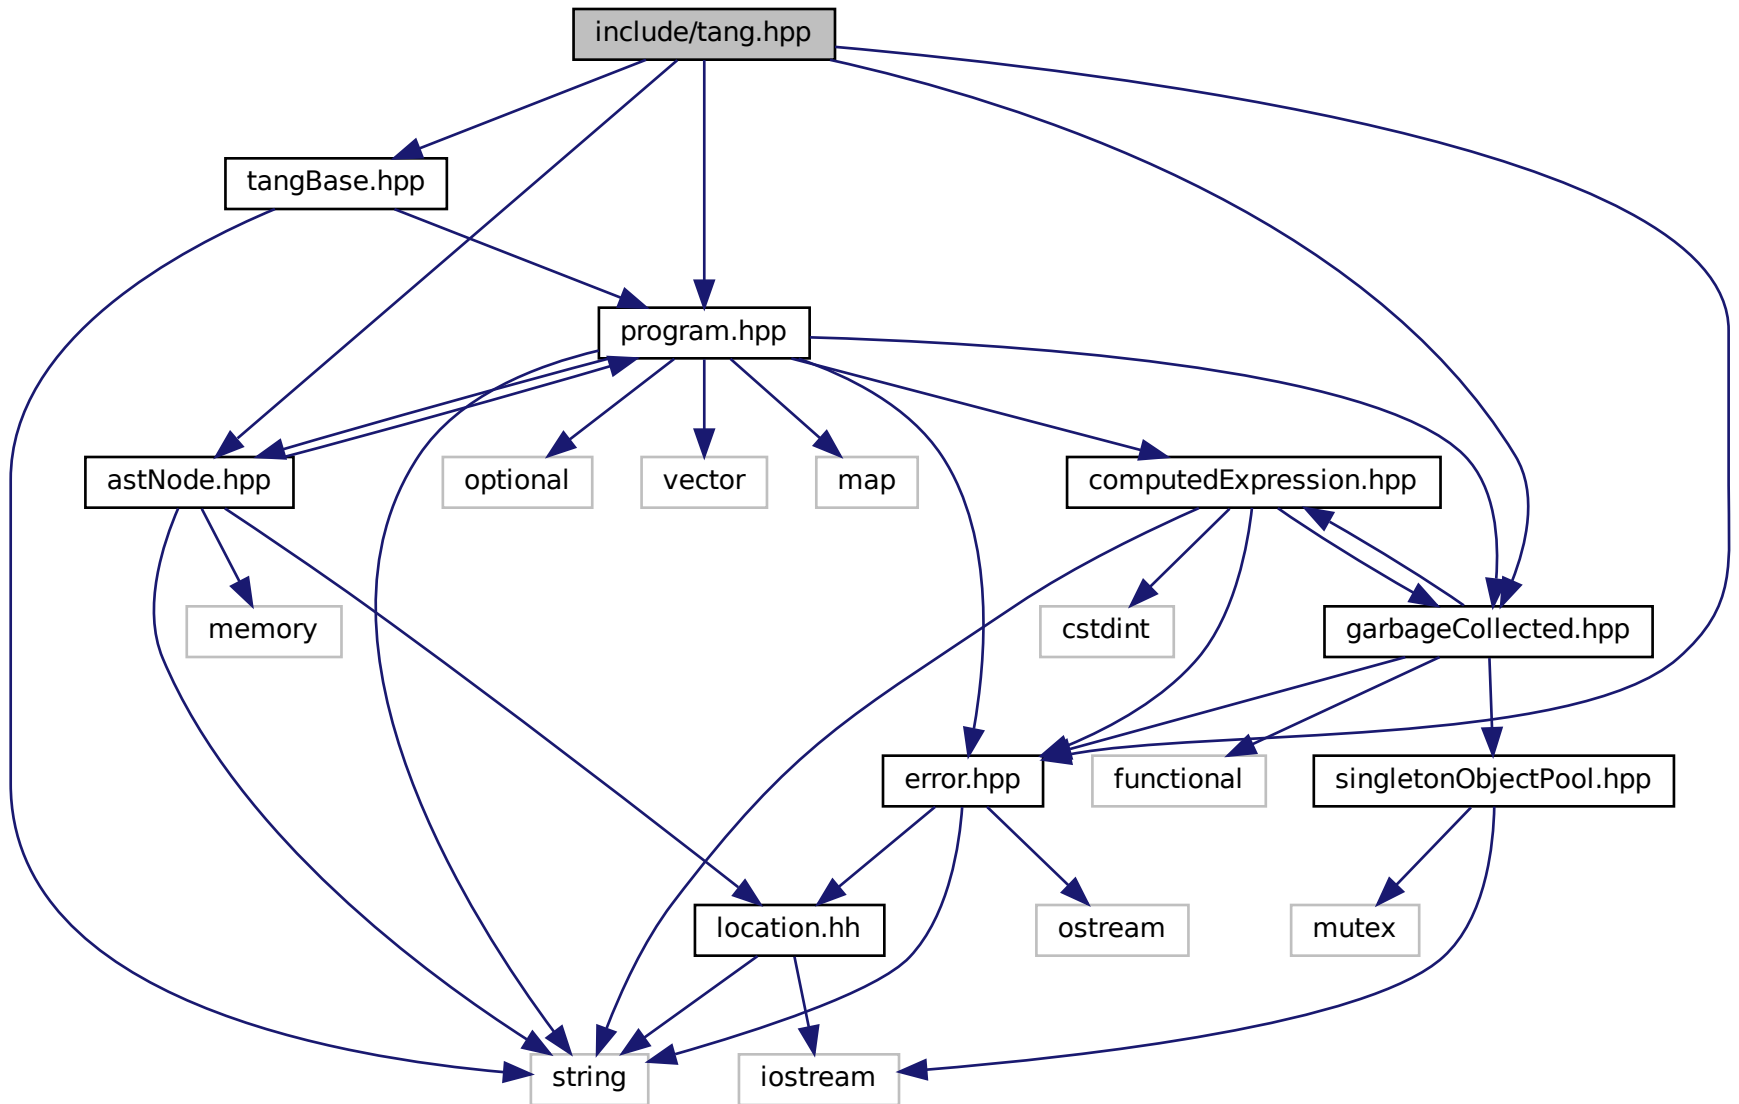 include/tang.hpp
tangBase.hpp
program.hpp
astNode.hpp
optional
vector
map
computedExpression.hpp
memory
cstdint
garbageCollected.hpp
error.hpp
functional
singletonObjectPool.hpp
location.hh
ostream
mutex
string
iostream